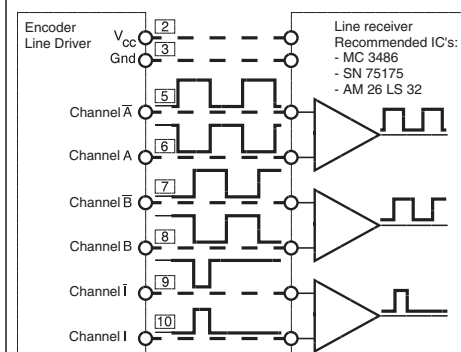 Encoder
Line Driver
Vcc
2
Gnd
3
Line receiver
Recommended IC's:
- MC 3486
- SN 75175
- AM 26 LS 32
5
Channel A̅
6
Channel A
7
Channel B̅
8
Channel B
9
Channel I̅
10
Channel I